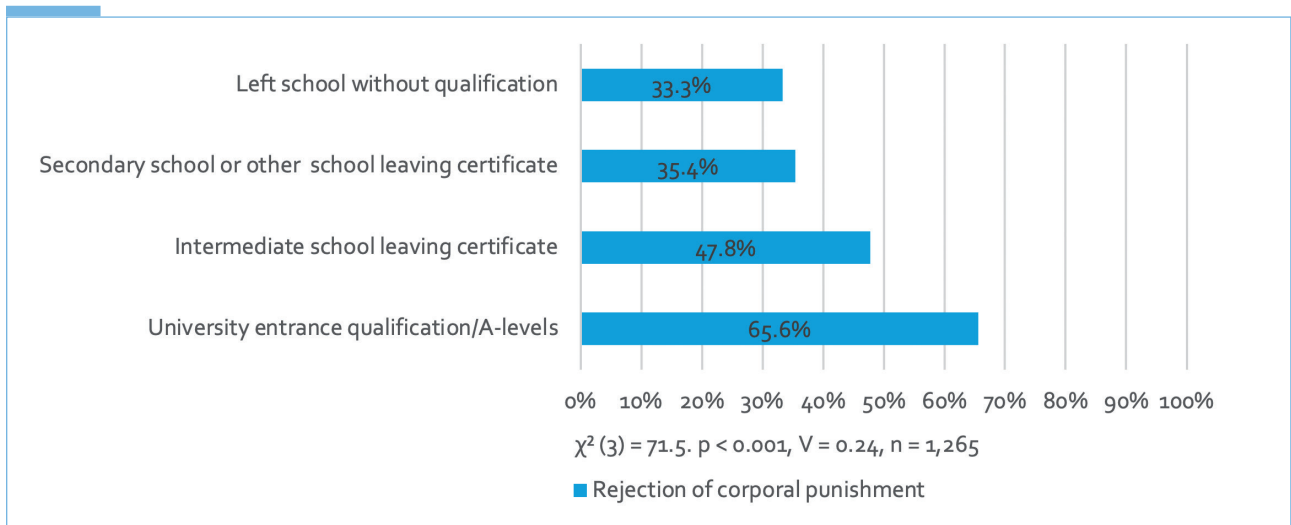 Left school without qualification
33.3%
Secondary school or other school leaving certificate
35.4%
Intermediate school leaving certificate
47.8%
University entrance qualification/A-levels
65.6%
0% 10% 20% 30% 40% 50% 60% 70% 80% 90% 100%
χ² (3) = 71.5. p < 0.001, V = 0.24, n = 1,265
Rejection of corporal punishment